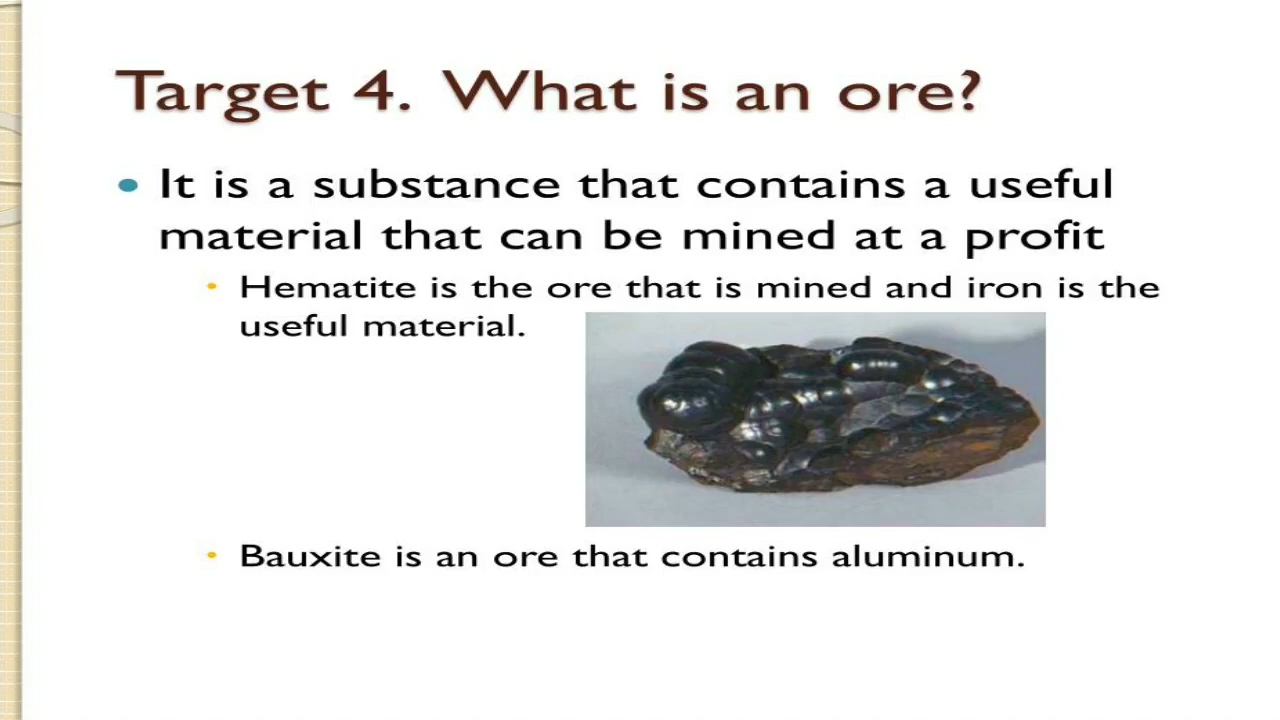 Target 4. What is an ore?
• It is a substance that contains a useful
material that can be mined at a profit
• Hematite is the ore that is mined and iron is the
useful material.
• Bauxite is an ore that contains aluminum.